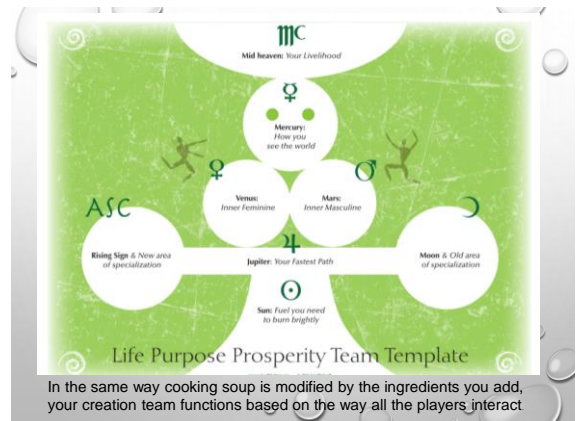 mc
Mid heaven: Your Livelihood
Mercury:
How you
see the world
Venus:
Inner Feminine
Mars:
Inner Masculine
ASC
Rising Sign & New area
of specialization
Jupiter: Your Fastest Path
Moon & Old area
of specialization
Sun: Fuel you need
to burn brightly
Life Purpose Prosperity Team Template
In the same way cooking soup is modified by the ingredients you add,
your creation team functions based on the way all the players interact